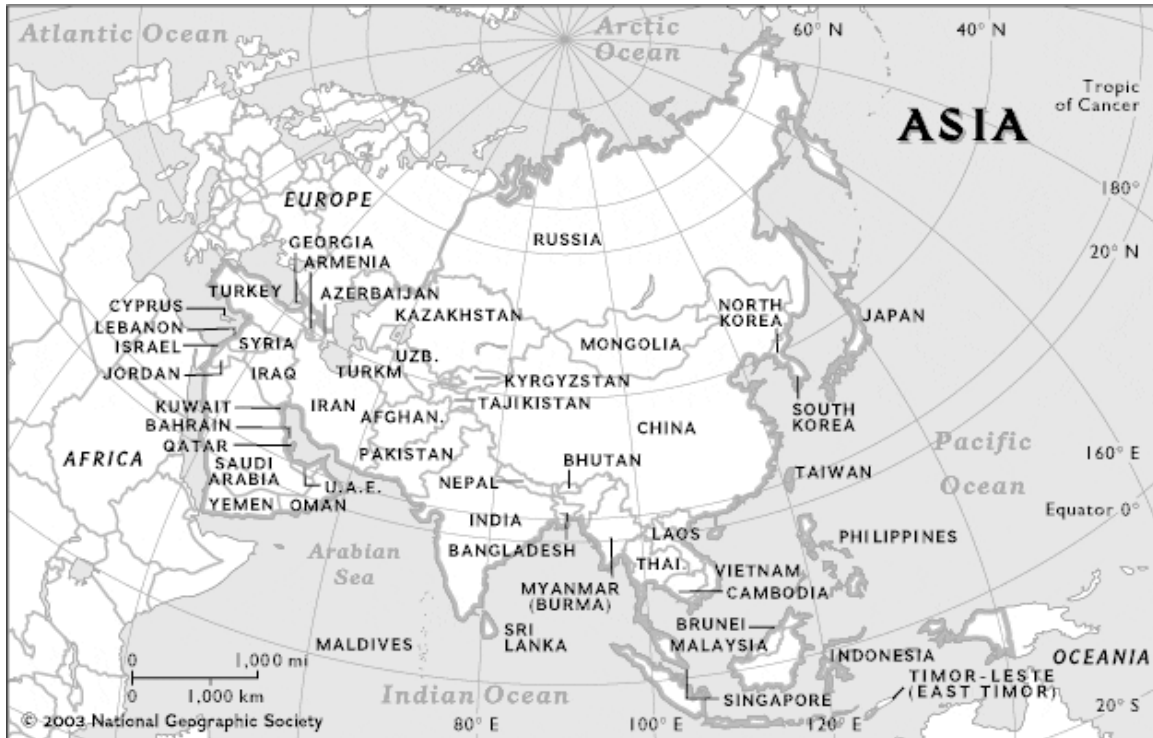 Atlantic Ocean
Arctic
Ocean
60° N
40° N
Tropic
of Cancer
ASIA
180°
20° N
EUROPE
RUSSIA
GEORGIA
ARMENIA
TURKEY
AZERBAIJAN
CYPRUS
KAZAKHSTAN
NORTH
KOREA
JAPAN
LEBANON
ISRAEL
SYRIA
MONGOLIA
UZB.
JORDAN
IRAQ
TURKM
KYRGYZSTAN
TAJIKISTAN
KUWAIT
IRAN
AFGHAN.
SOUTH
KOREA
BAHRAIN
CHINA
QATAR
AFRICA
PAKISTAN
Pacific
Ocean
SAUDI
ARABIA
BHUTAN
TAIWAN
160° E
U.A.E.
NEPAL
YEMEN
OMAN
Equator 0°
INDIA
LAOS
PHILIPPINES
Arabian
Sea
BANGLADESH
THAI.
VIETNAM
MYANMAR
(BURMA)
CAMBODIA
BRUNEI
SRI
LANKA
MALDIVES
MALAYSIA
INDONESIA
OCEANIA
0
1,000 mi
0
1,000 km
TIMOR-LESTE
(EAST TIMOR)
Indian Ocean
SINGAPORE
20° S
© 2003 National Geographic Society
80° E
100° E
120° E